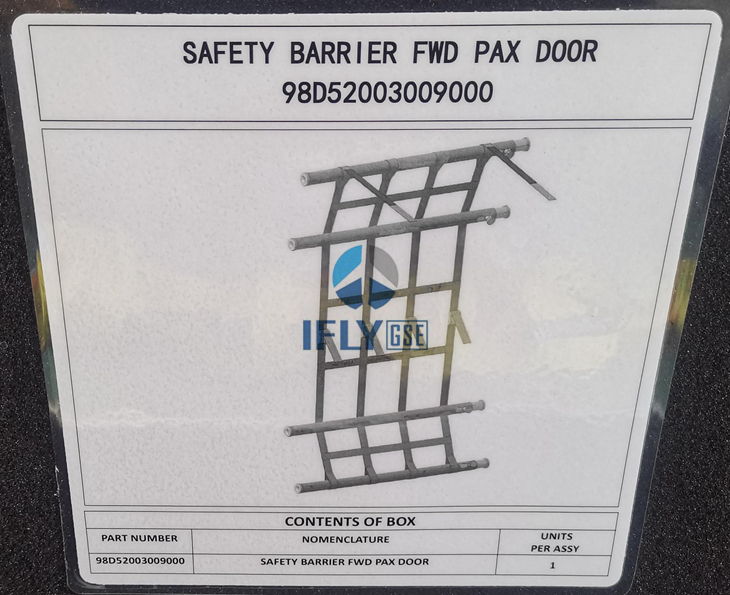 SAFETY BARRIER FWD PAX DOOR
98D52003009000
IFLY GSE
CONTENTS OF BOX
PART NUMBER NOMENCLATURE UNITS PER ASSY
98D52003009000 SAFETY BARRIER FWD PAX DOOR 1